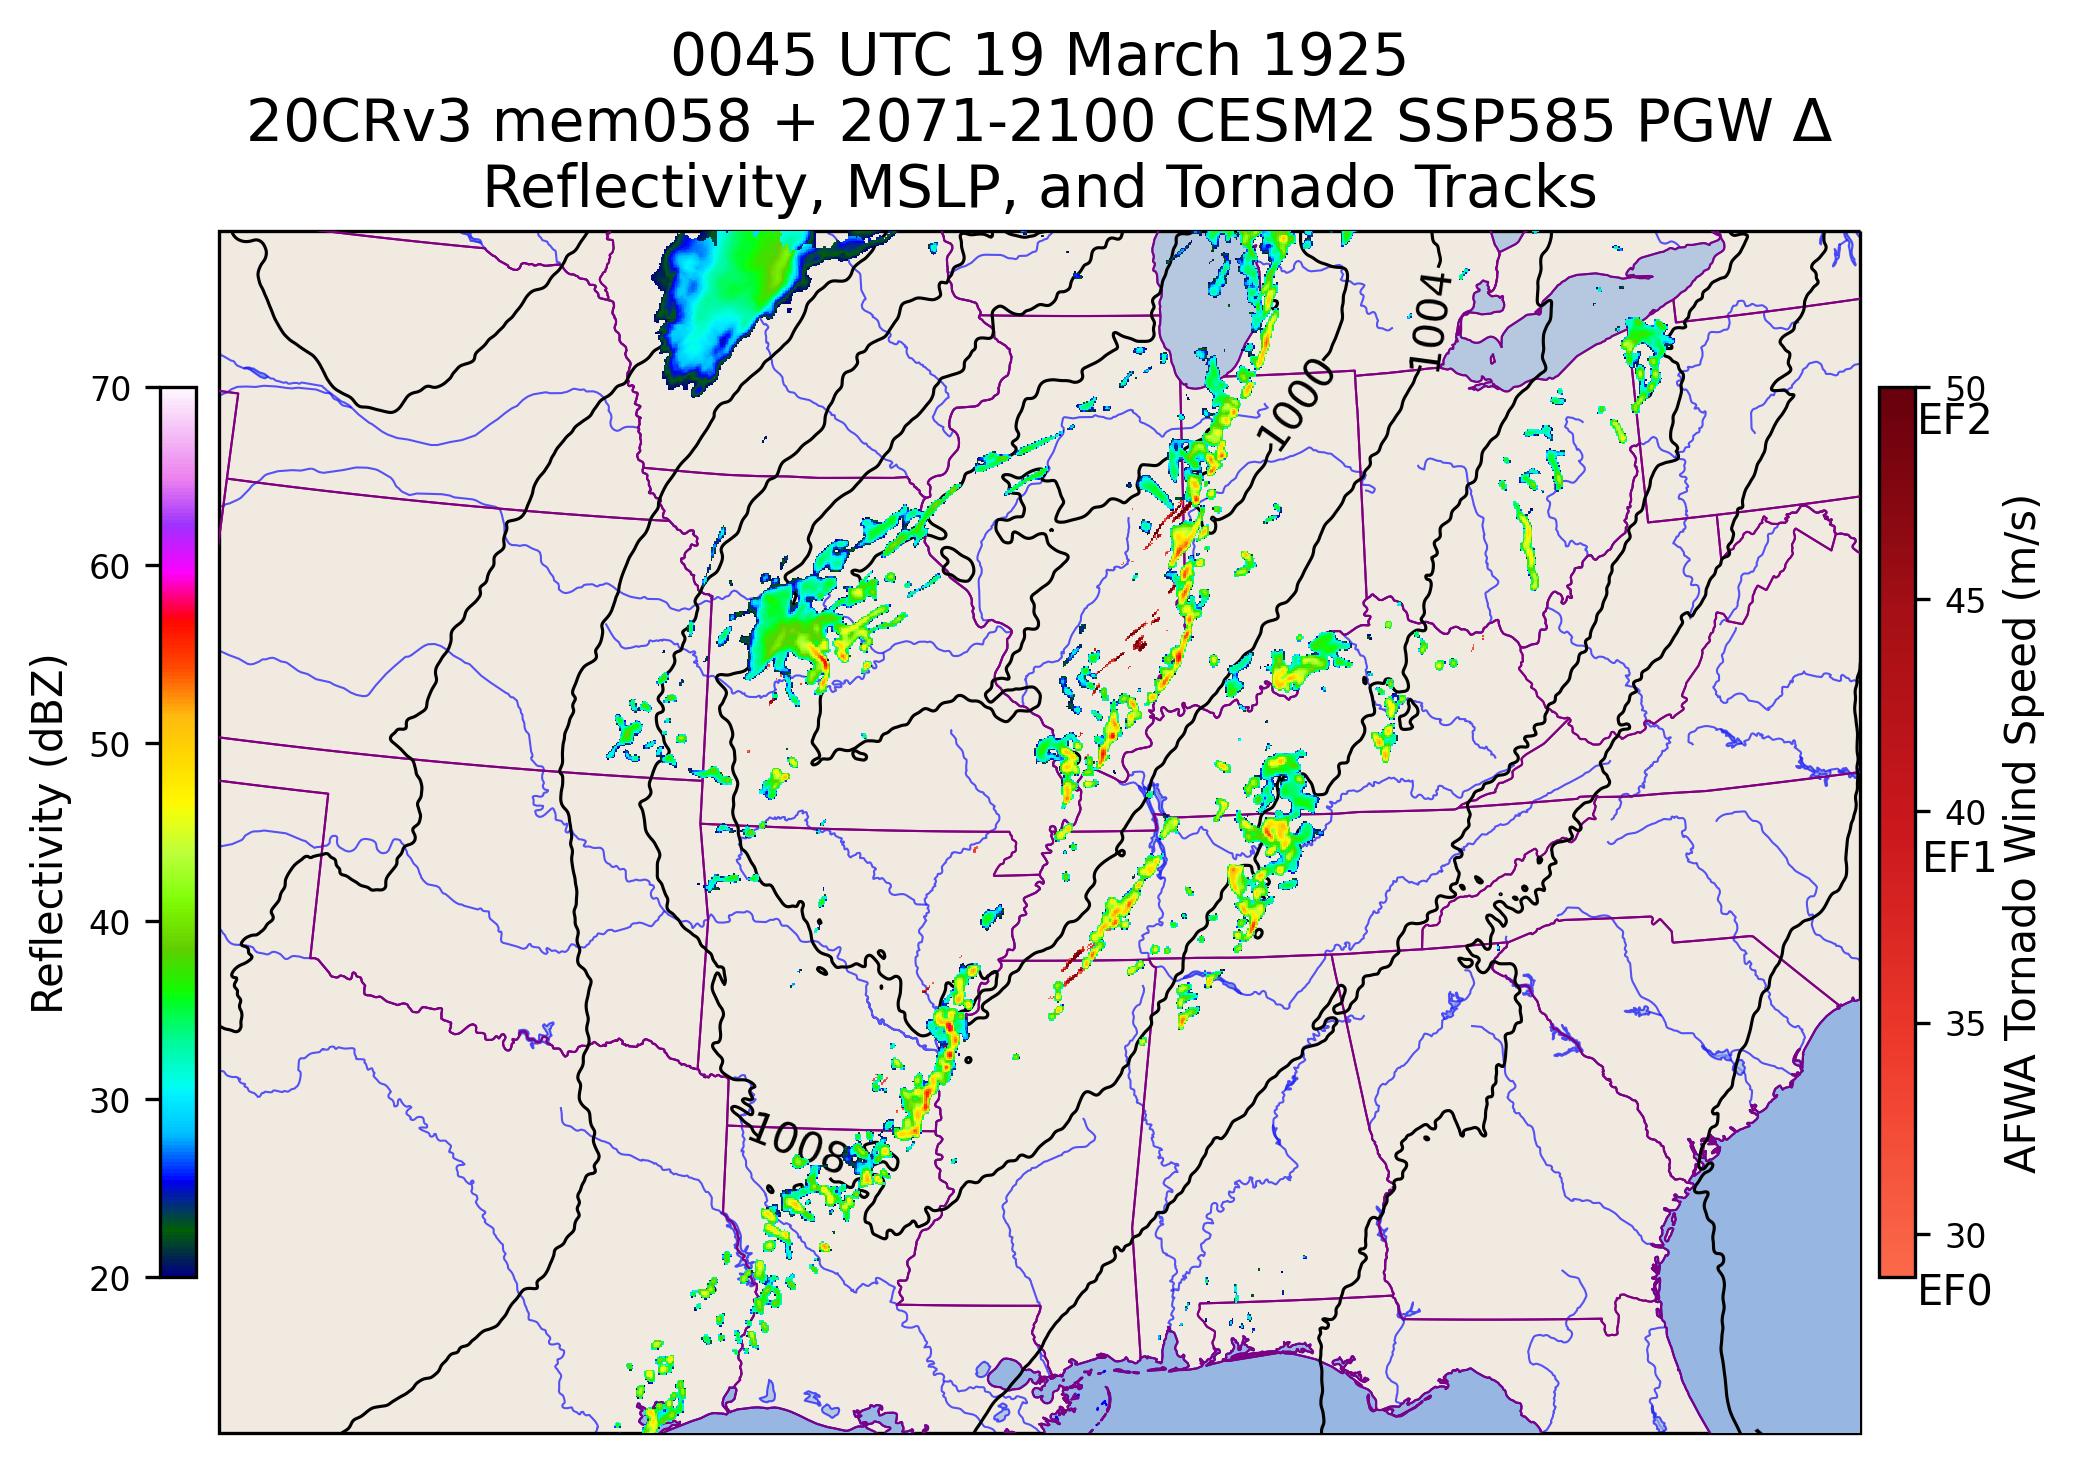 0045 UTC 19 March 1925
20CRv3 mem058 + 2071-2100 CESM2 SSP585 PGW Δ
Reflectivity, MSLP, and Tornado Tracks
70
60
50
40
30
20
Reflectivity (dBZ)
1004
1000
1008
50
EF2
45
40
EF1
35
30
EF0
AFWA Tornado Wind Speed (m/s)